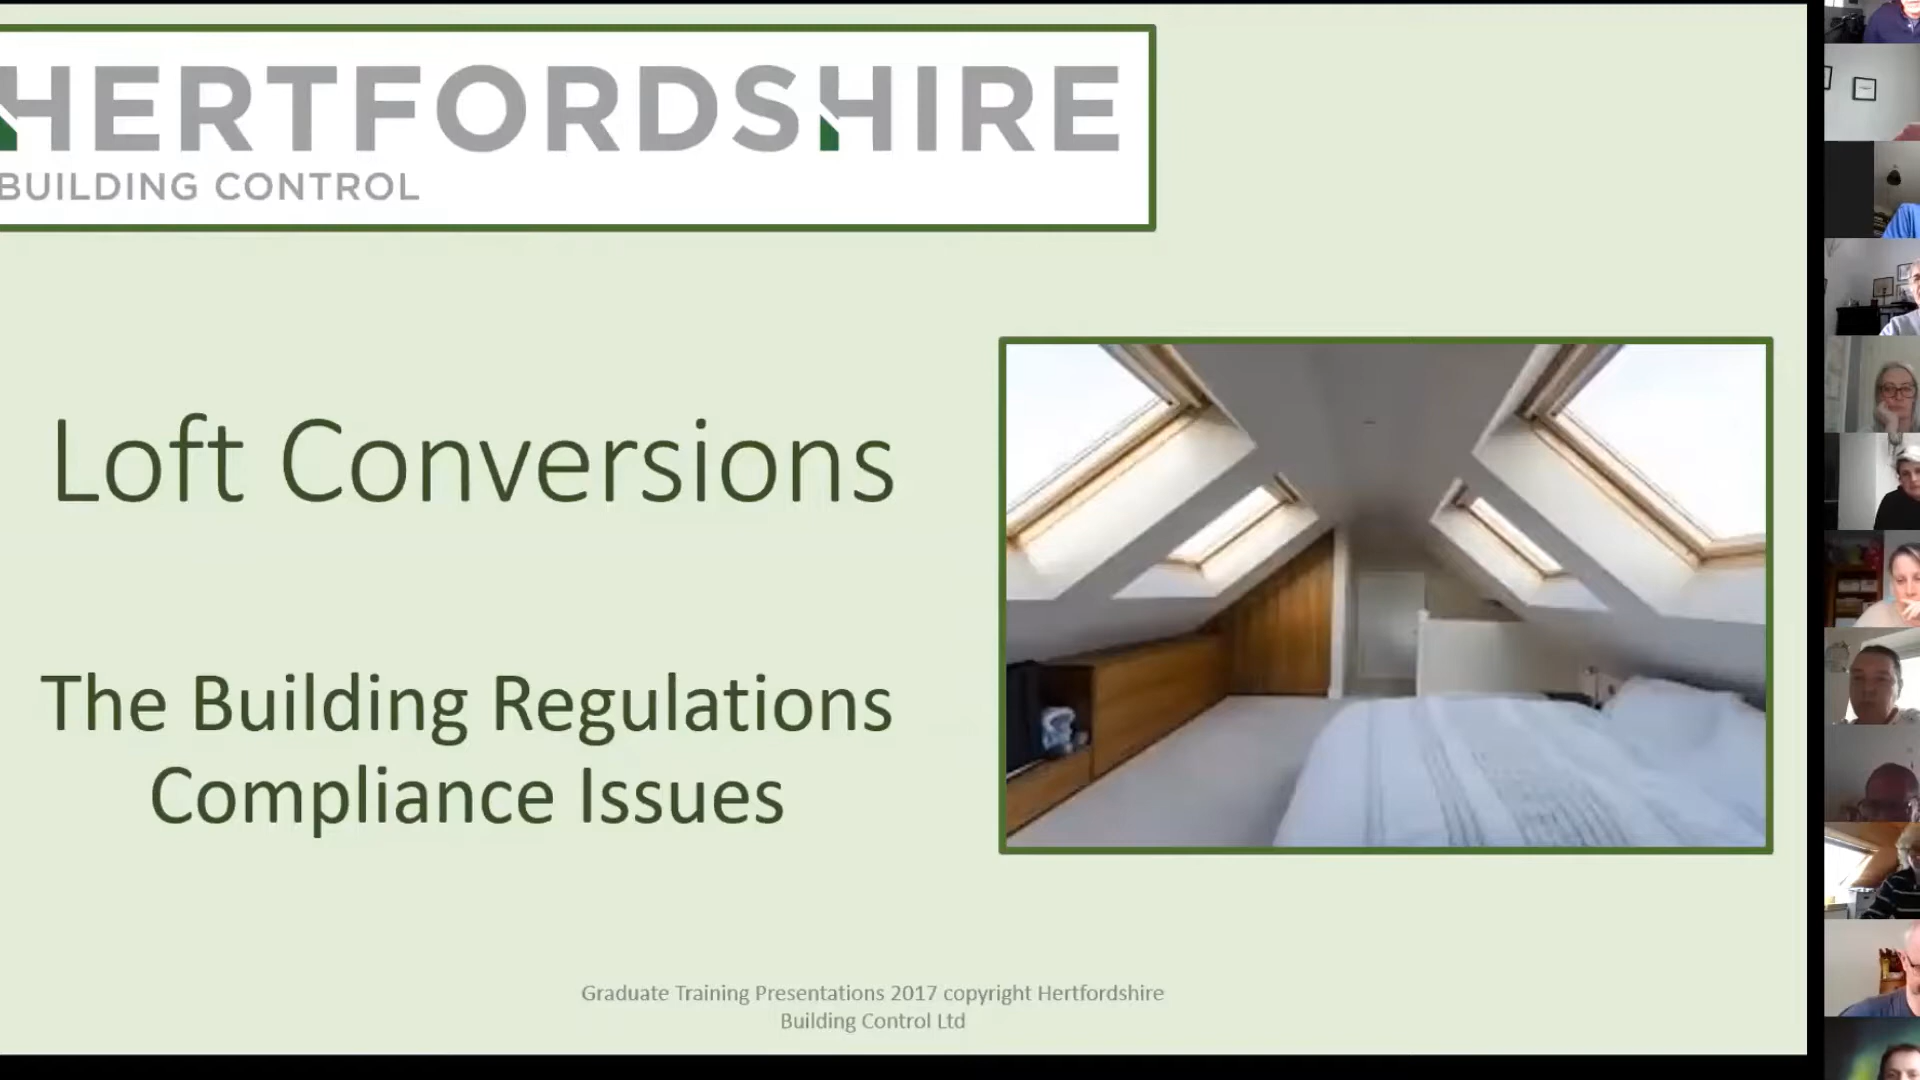 HERTFORDSHIRE
BUILDING CONTROL
Loft Conversions
The Building Regulations
Compliance Issues
Graduate Training Presentations 2017 copyright Hertfordshire
Building Control Ltd